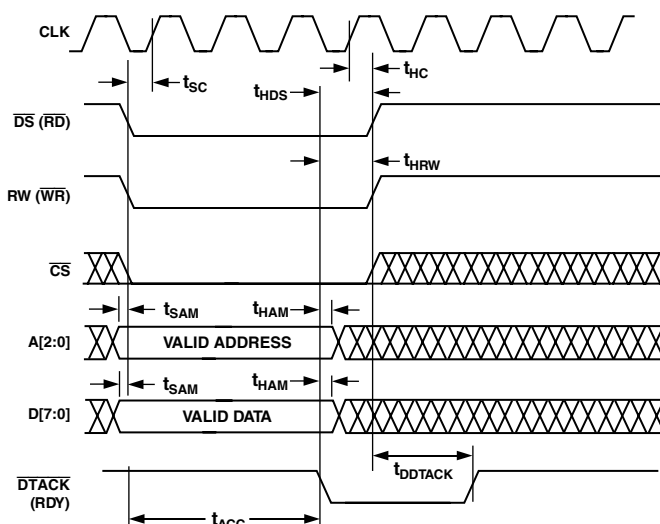 CLK
tSC
tHC
tHDS
DS (RD)
tHRW
RW (WR)
CS
tSAM
tHAM
A[2:0]
VALID ADDRESS
tSAM
tHAM
D[7:0]
VALID DATA
tDDTACK
DTACK
(RDY)
tACC